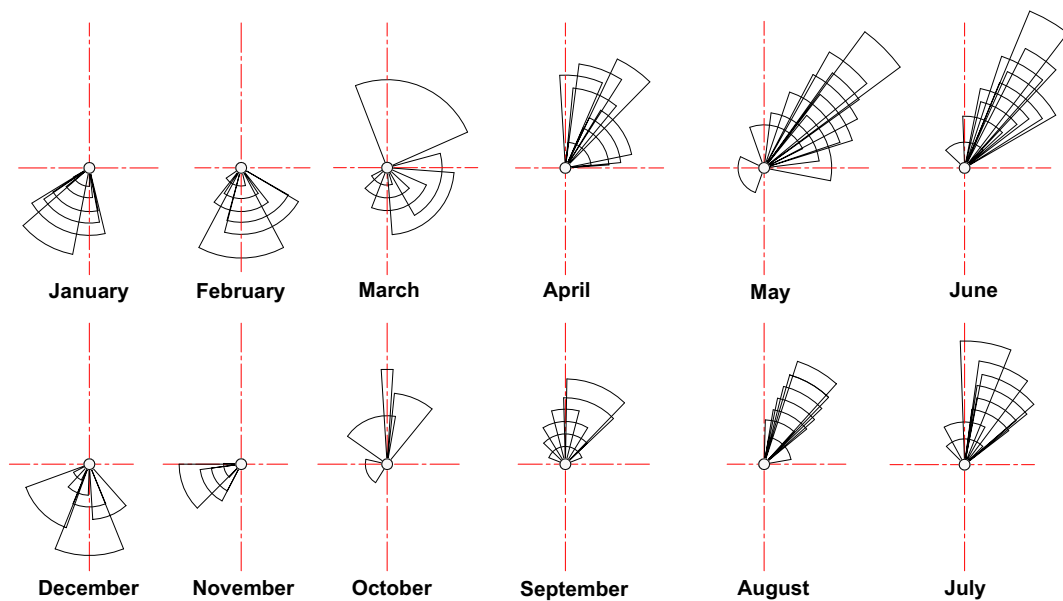 January
February
March
April
May
June
December
November
October
September
August
July